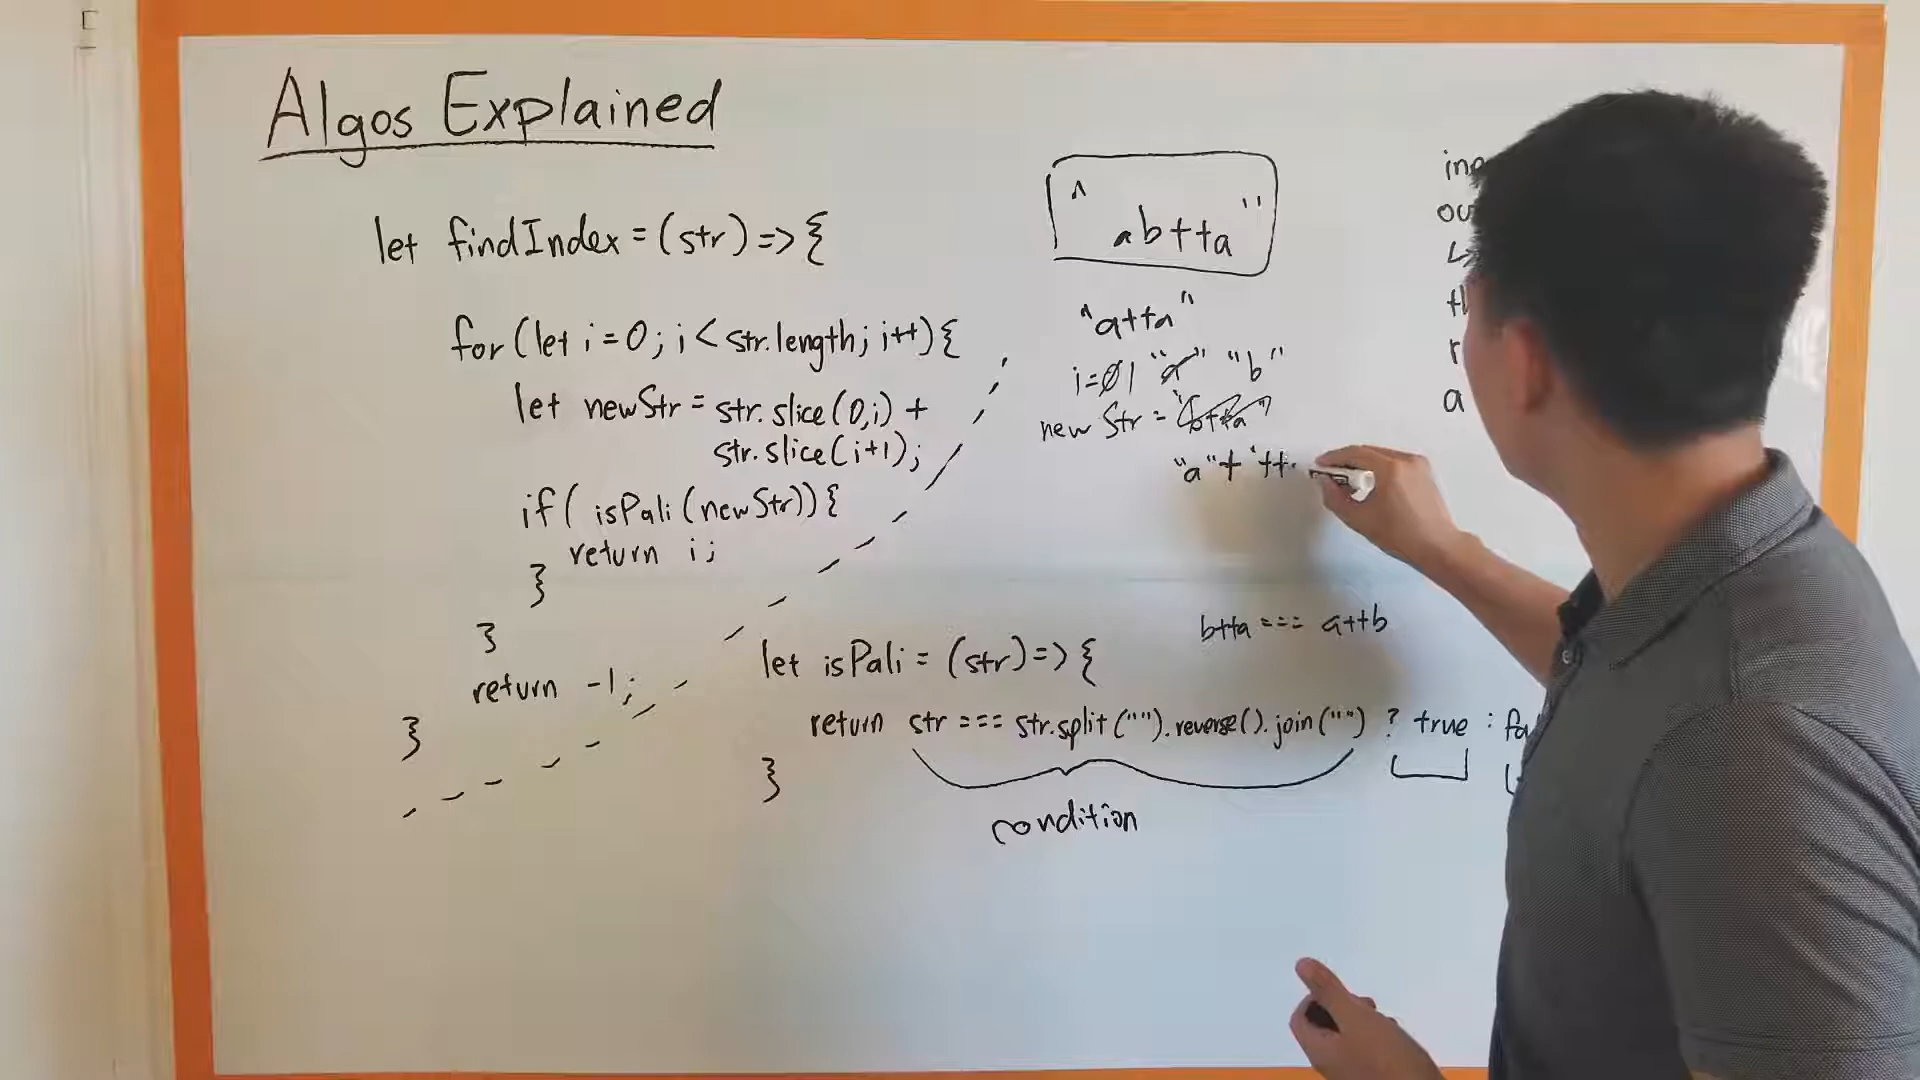 Algos Explained
let findIndex = (str) => {
for (let i = 0; i < str.length; i++) {
let newStr = str.slice(0,i) +
str.slice(i+1);
if( isPali (newStr)) {
return i;
}
}
return -1;
}
"abtta"
"atta"
i=0 1 "a" "b"
new Str = "btta"
"a" + "tt
btta === attb
let isPali = (str) => {
return str === str.split("").reverse().join("") ? true :
}
condition
a